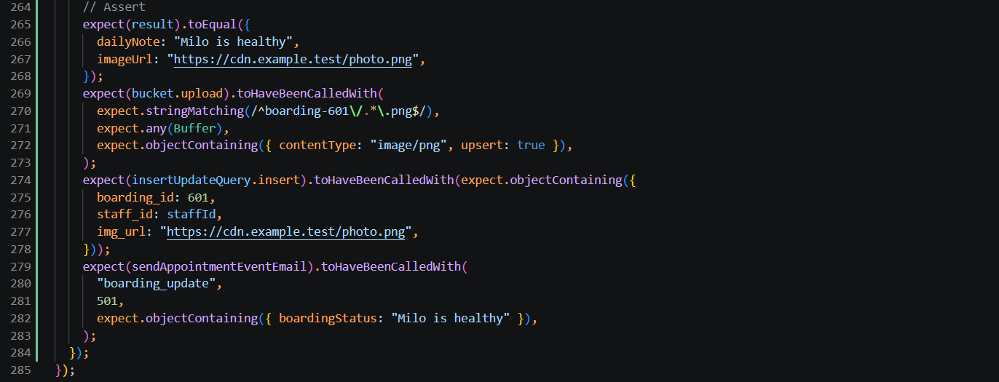 264 // Assert
265 expect(result).toEqual({
266 dailyNote: "Milo is healthy",
267 imageUrl: "https://cdn.example.test/photo.png",
268 });
269 expect(bucket.upload).toHaveBeenCalledWith(
270 expect.stringMatching(/^boarding-601\/.*\.png$/),
271 expect.any(Buffer),
272 expect.objectContaining({ contentType: "image/png", upsert: true }),
273 );
274 expect(insertUpdateQuery.insert).toHaveBeenCalledWith(expect.objectContaining({
275 boarding_id: 601,
276 staff_id: staffId,
277 img_url: "https://cdn.example.test/photo.png",
278 }));
279 expect(sendAppointmentEventEmail).toHaveBeenCalledWith(
280 "boarding_update",
281 501,
282 expect.objectContaining({ boardingStatus: "Milo is healthy" }),
283 );
284 });
285 });